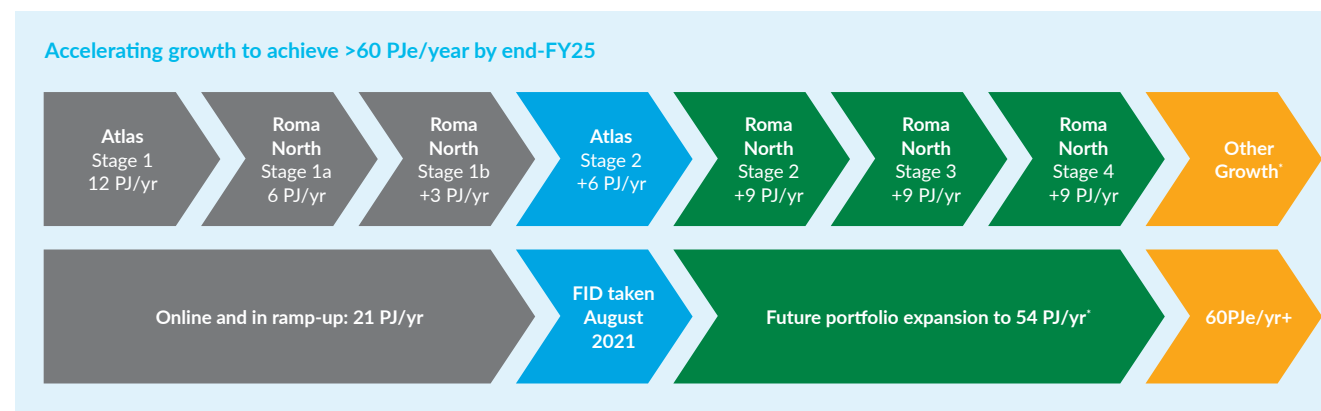 Accelerating growth to achieve >60 PJe/year by end-FY25
Atlas
Stage 1
12 PJ/yr
Roma
North
Stage 1a
6 PJ/yr
Roma
North
Stage 1b
+3 PJ/yr
Atlas
Stage 2
+6 PJ/yr
Roma
North
Stage 2
+9 PJ/yr
Roma
North
Stage 3
+9 PJ/yr
Roma
North
Stage 4
+9 PJ/yr
Other
Growth*
Online and in ramp-up: 21 PJ/yr
FID taken
August
2021
Future portfolio expansion to 54 PJ/yr*
60PJe/yr+